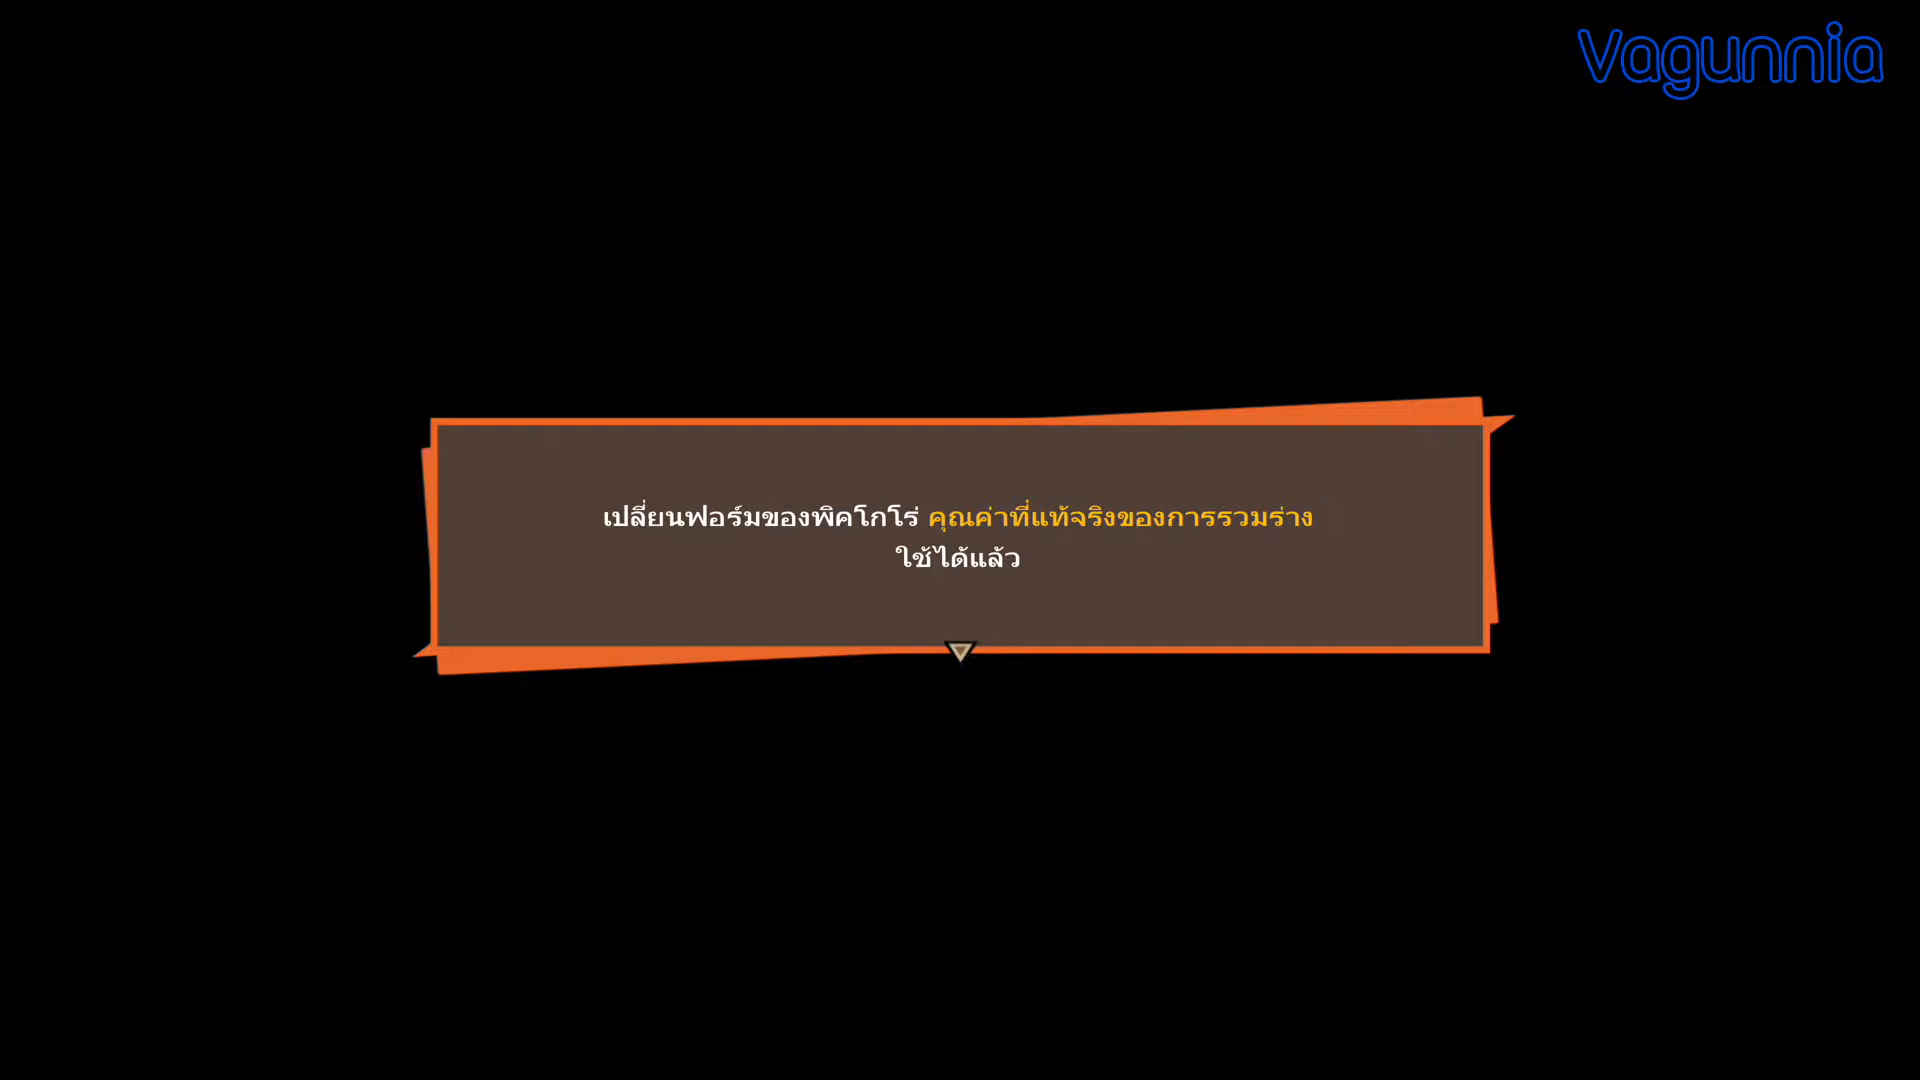 Vagunnia
เปลี่ยนฟอร์มของพิคโกโร่ คุณค่าที่แท้จริงของการรวมร่าง
ใช้ได้แล้ว